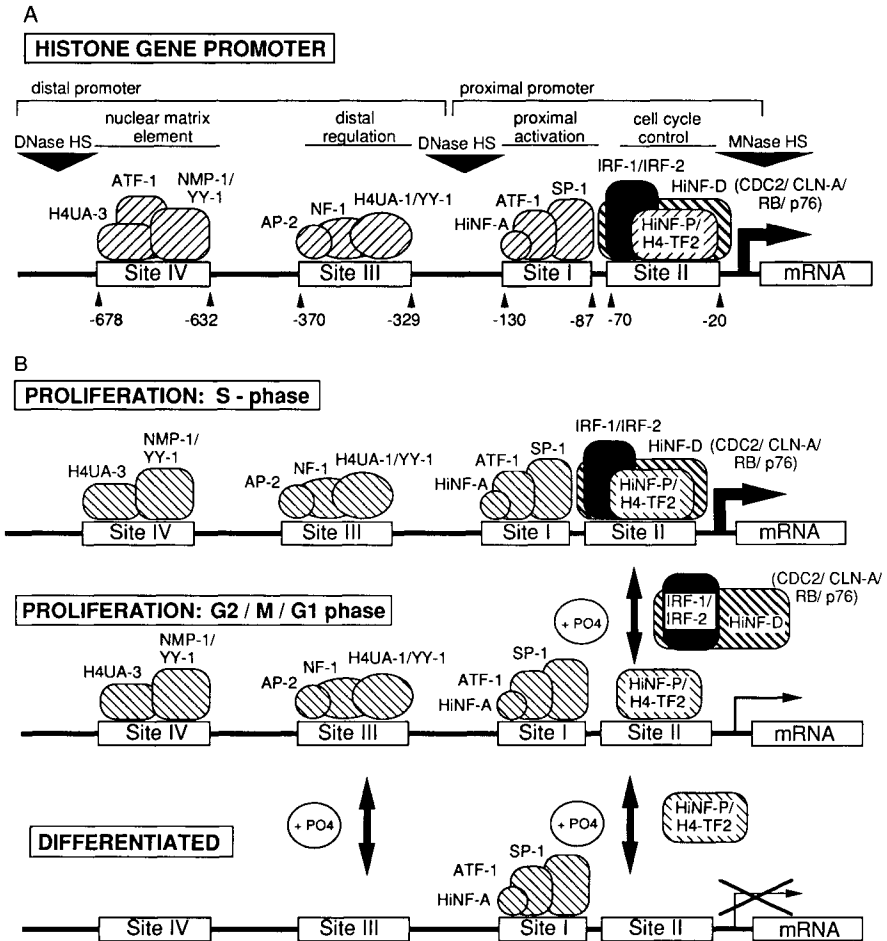 A
HISTONE GENE PROMOTER
distal promoter
proximal promoter
nuclear matrix
element
distal
regulation
proximal
activation
cell cycle
control
DNase HS
DNase HS
MNase HS
ATF-1
NMP-1/
YY-1
H4UA-3
AP-2
NF-1
H4UA-1/YY-1
HiNF-A
ATF-1
SP-1
IRF-1/IRF-2
HiNF-D
(CDC2/ CLN-A/
RB/ p76)
HiNF-P/
H4-TF2
Site IV
Site III
Site I
Site II
mRNA
-678
-632
-370
-329
-130
-87
-70
-20
B
PROLIFERATION: S - phase
H4UA-3
NMP-1/
YY-1
AP-2
NF-1
H4UA-1/YY-1
HiNF-A
ATF-1
SP-1
IRF-1/IRF-2
HiNF-D
(CDC2/ CLN-A/
RB/ p76)
HiNF-P/
H4-TF2
Site IV
Site III
Site I
Site II
mRNA
PROLIFERATION: G2 / M / G1 phase
+ PO4
IRF-1/
IRF-2
HiNF-D
(CDC2/ CLN-A/
RB/ p76)
H4UA-3
NMP-1/
YY-1
AP-2
NF-1
H4UA-1/YY-1
HiNF-A
ATF-1
SP-1
HiNF-P/
H4-TF2
Site IV
Site III
Site I
Site II
mRNA
DIFFERENTIATED
+ PO4
+ PO4
HiNF-P/
H4-TF2
SP-1
ATF-1
HiNF-A
Site IV
Site III
Site I
Site II
mRNA